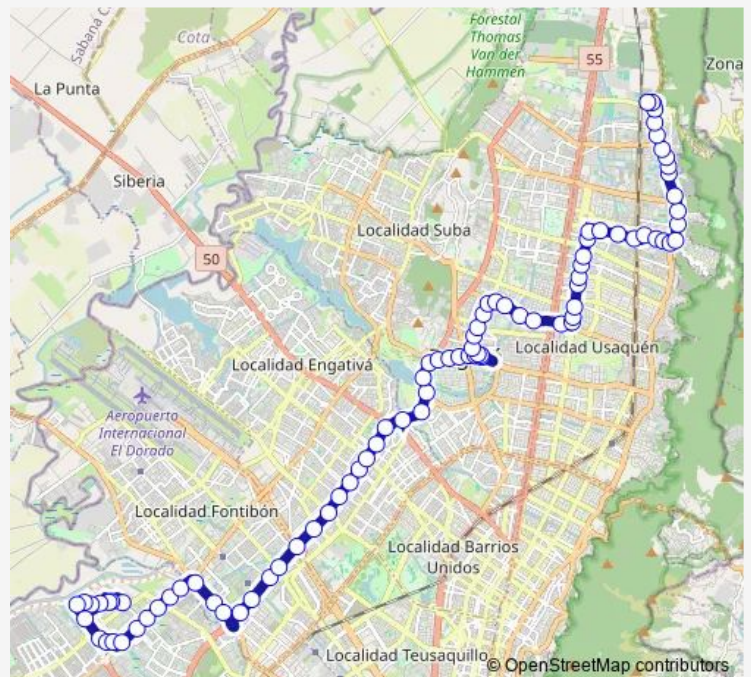 Forestal
Thomas
Van der
Hammen
55
Zona
Sabana C
Cota
La Punta
Siberia
Localidad Suba
50
Localidad Usaquén
Localidad Engativá
Aeropuerto
Internacional
El Dorado
Localidad Fontibón
Localidad Barrios
Unidos
Localidad Teusaquillo
© OpenStreetMap contributors